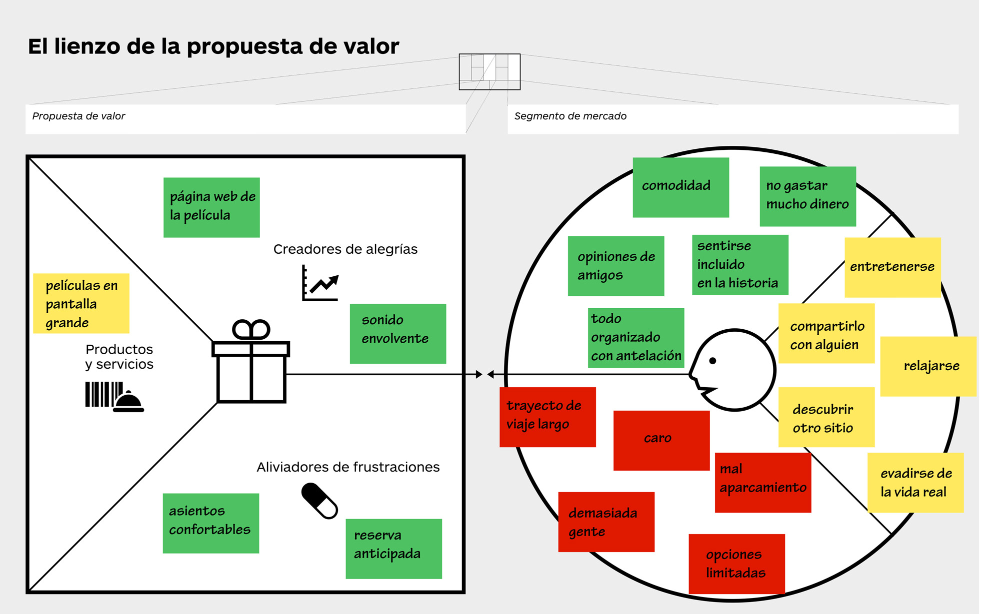 El lienzo de la propuesta de valor
Propuesta de valor
Segmento de mercado
página web de
la película
Creadores de alegrías
películas en
pantalla
grande
sonido
envolvente
Productos
y servicios
Aliviadores de frustraciones
asientos
confortables
reserva
anticipada
comodidad
no gastar
mucho dinero
opiniones de
amigos
sentirse
incluido
en la historia
todo
organizado
con antelación
entretenerse
compartirlo
con alguien
relajarse
descubrir
otro sitio
evadirse de
la vida real
trayecto de
viaje largo
caro
mal
aparcamiento
demasiada
gente
opciones
limitadas